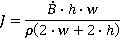 J = Ḃ · h · w / ρ(2 · w + 2 · h)